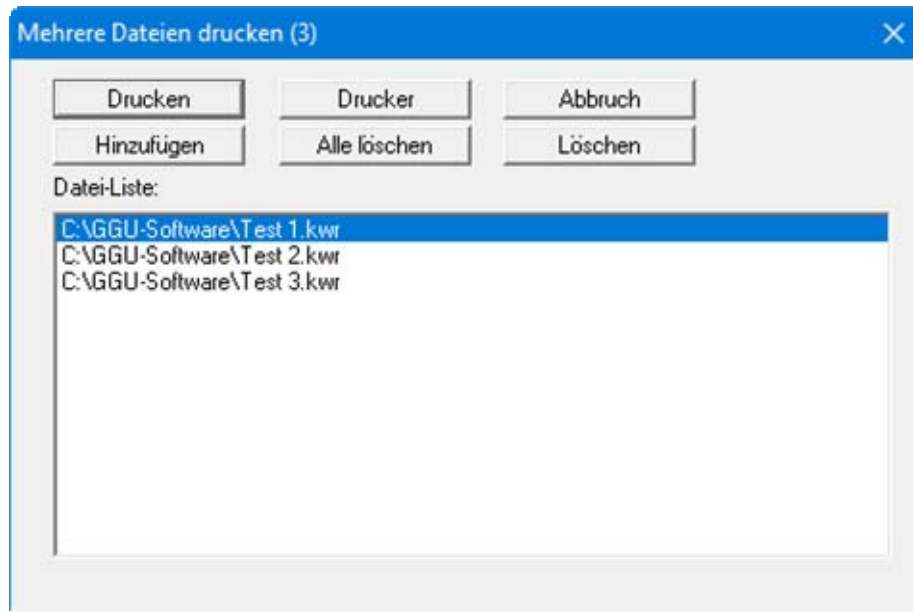 Mehrere Dateien drucken (3)
Drucken Drucker Abbruch
Hinzufügen Alle löschen Löschen
Datei-Liste:
C:\GGU-Software\Test 1.kwr
C:\GGU-Software\Test 2.kwr
C:\GGU-Software\Test 3.kwr